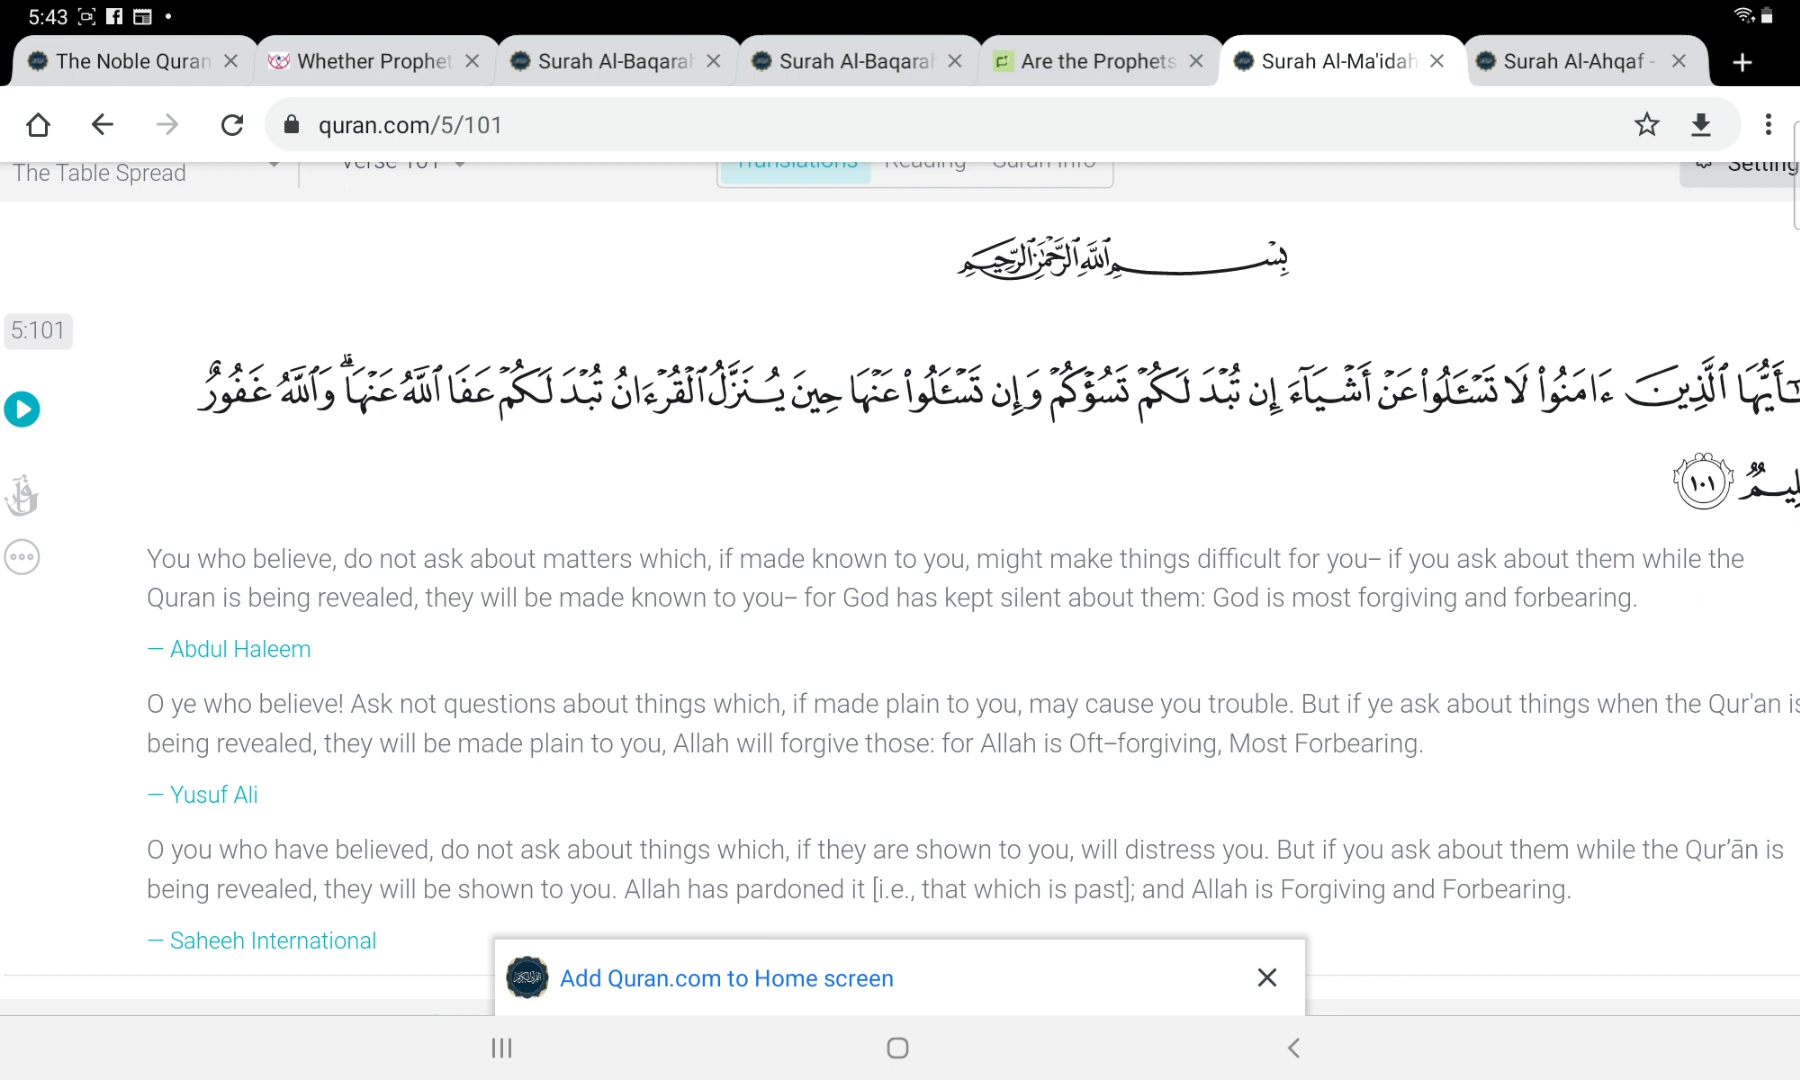 5:43
The Noble Quran
Whether Prophet
Surah Al-Baqarah
Surah Al-Baqarah
Are the Prophets
Surah Al-Ma'idah
Surah Al-Ahqaf -
quran.com/5/101
The Table Spread
Verse 101
Translations
Reading
Surah Info
Setting
بِسْمِ ٱللَّهِ ٱلرَّحْمَٰنِ ٱلرَّحِيمِ
5:101
ٰٓأَيُّهَا ٱلَّذِينَ ءَامَنُوا۟ لَا تَسْـَٔلُوا۟ عَنْ أَشْيَآءَ إِن تُبْدَ لَكُمْ تَسُؤْكُمْ وَإِن تَسْـَٔلُوا۟ عَنْهَا حِينَ يُنَزَّلُ ٱلْقُرْءَانُ تُبْدَ لَكُمْ عَفَا ٱللَّهُ عَنْهَا ۗ وَٱللَّهُ غَفُورٌ
لِيمٌ ١٠١
You who believe, do not ask about matters which, if made known to you, might make things difficult for you– if you ask about them while the
Quran is being revealed, they will be made known to you– for God has kept silent about them: God is most forgiving and forbearing.
— Abdul Haleem
O ye who believe! Ask not questions about things which, if made plain to you, may cause you trouble. But if ye ask about things when the Qur'an is
being revealed, they will be made plain to you, Allah will forgive those: for Allah is Oft–forgiving, Most Forbearing.
— Yusuf Ali
O you who have believed, do not ask about things which, if they are shown to you, will distress you. But if you ask about them while the Qur’ān is
being revealed, they will be shown to you. Allah has pardoned it [i.e., that which is past]; and Allah is Forgiving and Forbearing.
— Saheeh International
Add Quran.com to Home screen